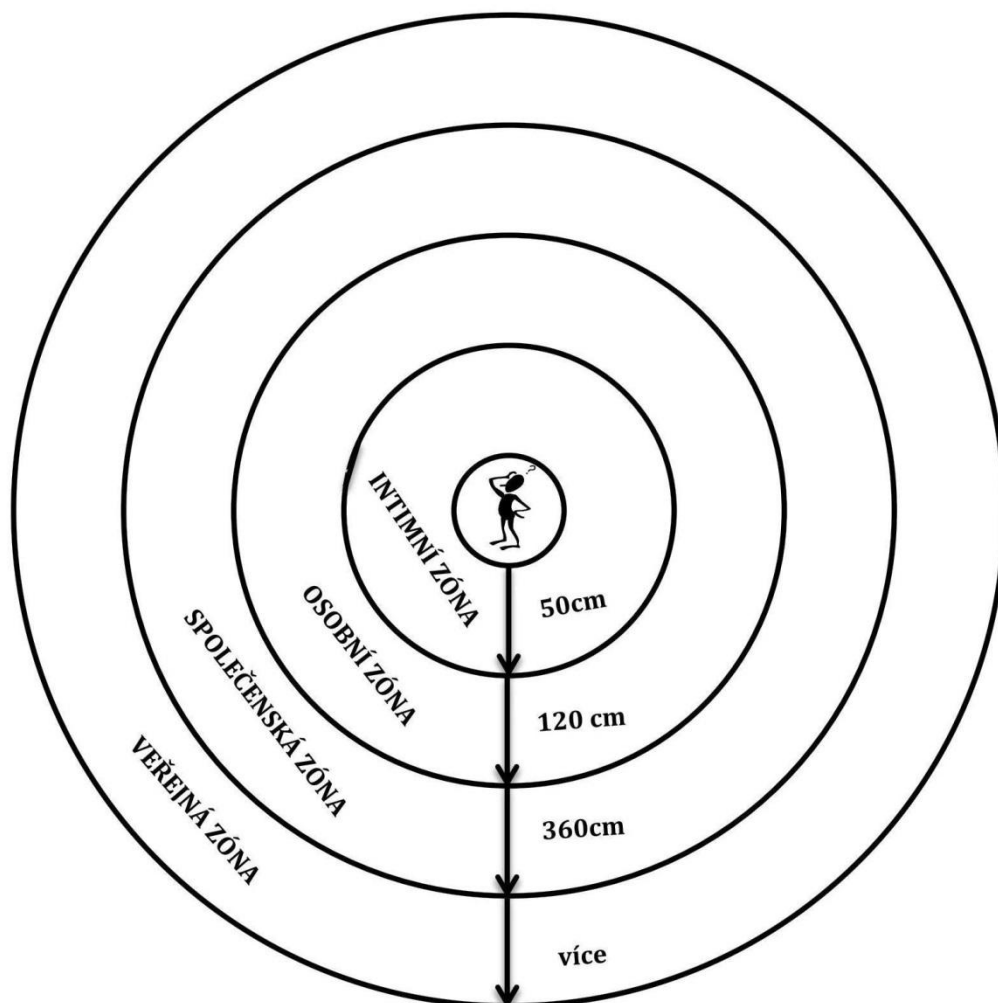 ?
INTIMNÍ ZÓNA
50cm
OSOBNÍ ZÓNA
120 cm
SPOLEČENSKÁ ZÓNA
360cm
VEŘEJNÁ ZÓNA
více